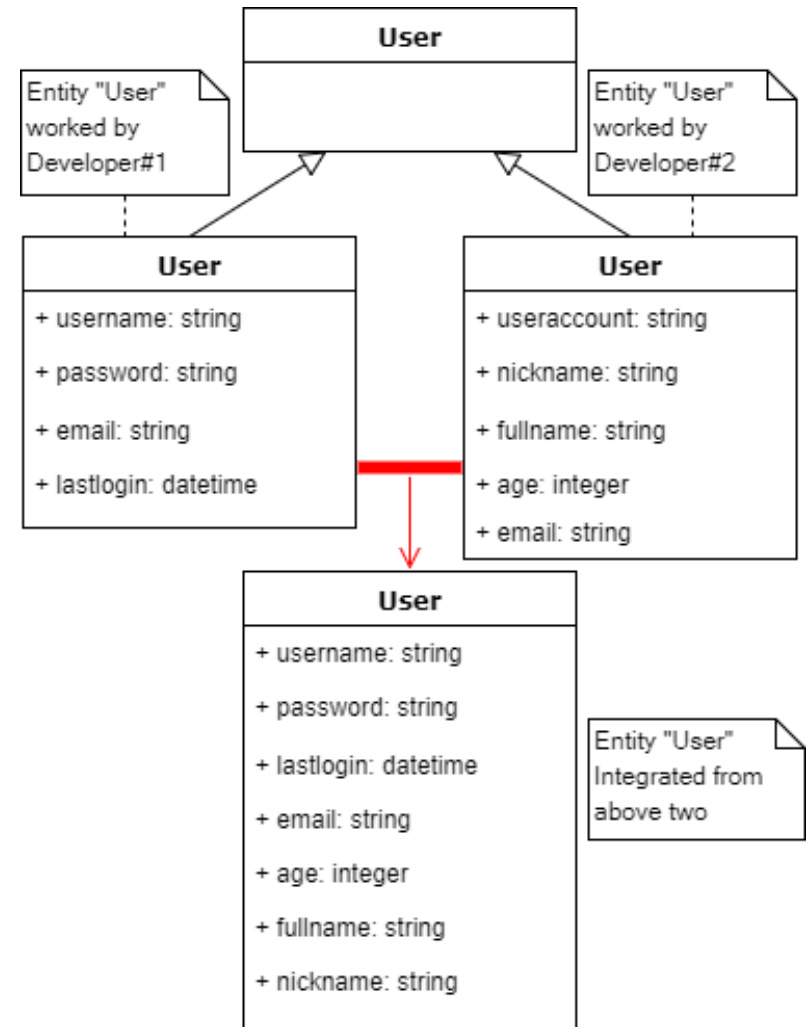 User
Entity "User"
worked by
Developer#1
Entity "User"
worked by
Developer#2
User
+ username: string
+ password: string
+ email: string
+ lastlogin: datetime
User
+ useraccount: string
+ nickname: string
+ fullname: string
+ age: integer
+ email: string
User
+ username: string
+ password: string
+ lastlogin: datetime
+ email: string
+ age: integer
+ fullname: string
+ nickname: string
Entity "User"
Integrated from
above two